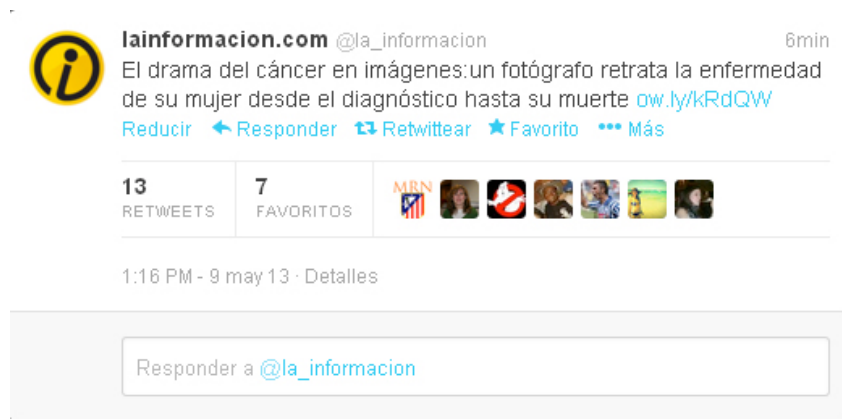 lainformacion.com @la_informacion 6min
El drama del cáncer en imágenes:un fotógrafo retrata la enfermedad
de su mujer desde el diagnóstico hasta su muerte ow.ly/kRdQW
Reducir Responder Retwittear Favorito ••• Más
13 7
RETWEETS FAVORITOS
MRN
1:16 PM - 9 may 13 · Detalles
Responder a @la_informacion